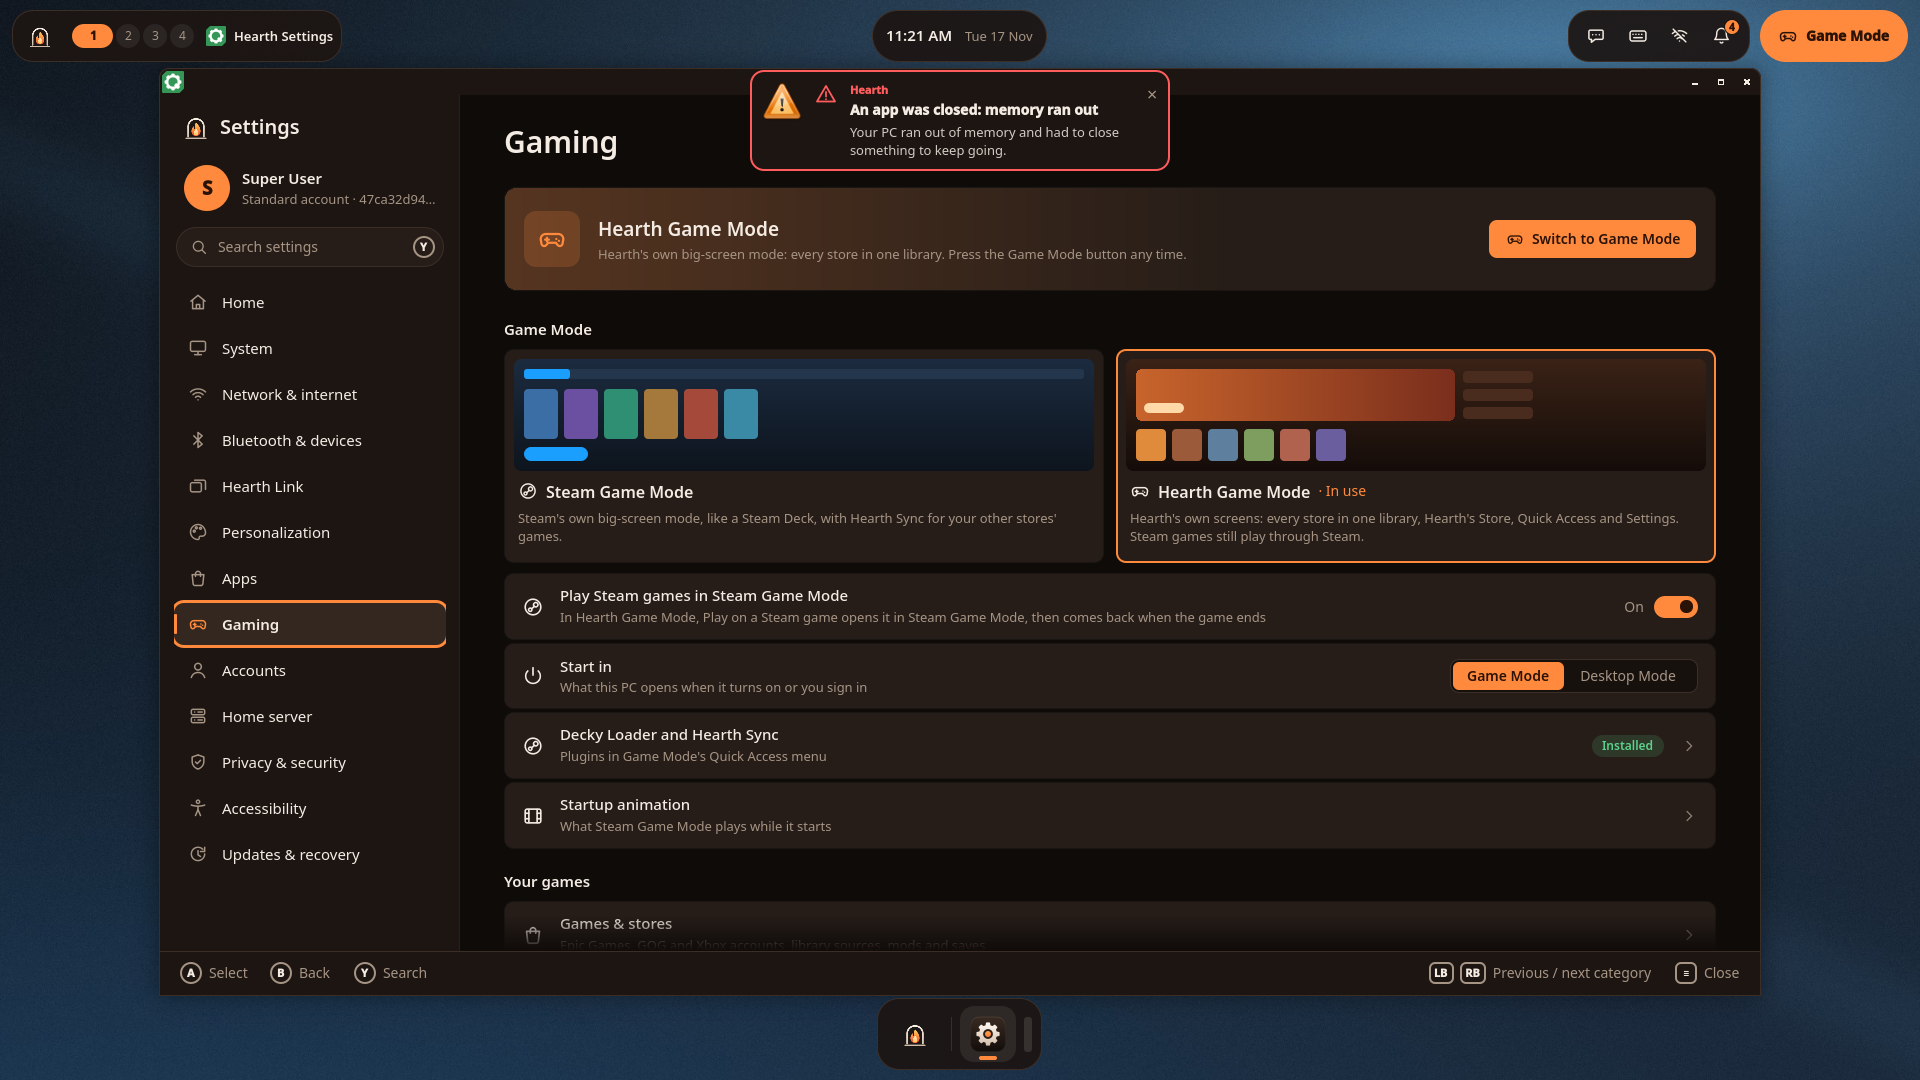 1 2 3 4 Hearth Settings
11:21 AM Tue 17 Nov
4
Game Mode
Hearth
An app was closed: memory ran out
Your PC ran out of memory and had to close
something to keep going.
Settings
Super User
Standard account · 47ca32d94…
Search settings Y
Home
System
Network & internet
Bluetooth & devices
Hearth Link
Personalization
Apps
Gaming
Accounts
Home server
Privacy & security
Accessibility
Updates & recovery
Gaming
Hearth Game Mode
Hearth's own big-screen mode: every store in one library. Press the Game Mode button any time.
Switch to Game Mode
Game Mode
Steam Game Mode
Steam's own big-screen mode, like a Steam Deck, with Hearth Sync for your other stores'
games.
Hearth Game Mode · In use
Hearth's own screens: every store in one library, Hearth's Store, Quick Access and Settings.
Steam games still play through Steam.
Play Steam games in Steam Game Mode
In Hearth Game Mode, Play on a Steam game opens it in Steam Game Mode, then comes back when the game ends
On
Start in
What this PC opens when it turns on or you sign in
Game Mode Desktop Mode
Decky Loader and Hearth Sync
Plugins in Game Mode's Quick Access menu
Installed
Startup animation
What Steam Game Mode plays while it starts
Your games
Games & stores
Epic Games, GOG and Xbox accounts, library sources, mods and saves
A Select B Back Y Search
LB RB Previous / next category Close